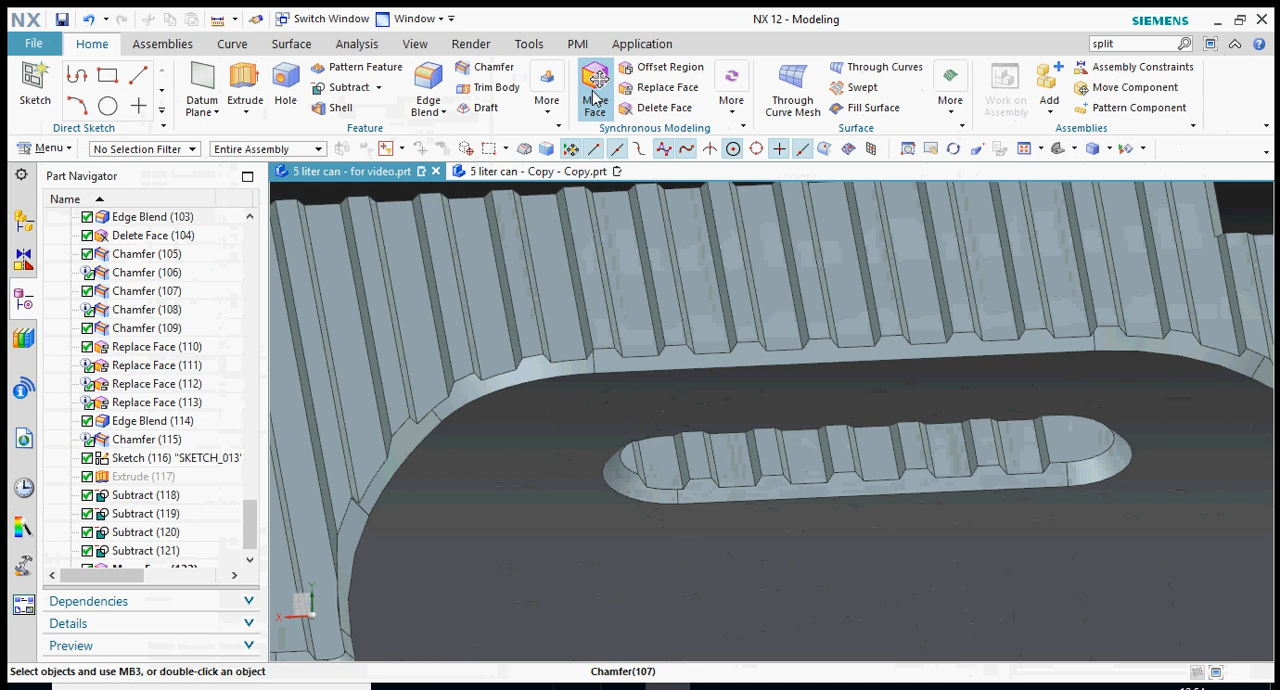 NX Switch Window Window NX 12 - Modeling SIEMENS
File Home Assemblies Curve Surface Analysis View Render Tools PMI Application split
Sketch Datum Plane Extrude Hole Pattern Feature Subtract Shell Edge Blend Chamfer Trim Body Draft More Move Face Offset Region Replace Face Delete Face More Through Curve Mesh Through Curves Swept Fill Surface More Work on Assembly Add Assembly Constraints Move Component Pattern Component
Direct Sketch Feature Synchronous Modeling Surface Assemblies
Menu No Selection Filter Entire Assembly
5 liter can - for video.prt 5 liter can - Copy - Copy.prt
Part Navigator
Name
Edge Blend (103)
Delete Face (104)
Chamfer (105)
Chamfer (106)
Chamfer (107)
Chamfer (108)
Chamfer (109)
Replace Face (110)
Replace Face (111)
Replace Face (112)
Replace Face (113)
Edge Blend (114)
Chamfer (115)
Sketch (116) "SKETCH_013"
Extrude (117)
Subtract (118)
Subtract (119)
Subtract (120)
Subtract (121)
Dependencies
Details
Preview
Y
X
Select objects and use MB3, or double-click an object Chamfer(107)